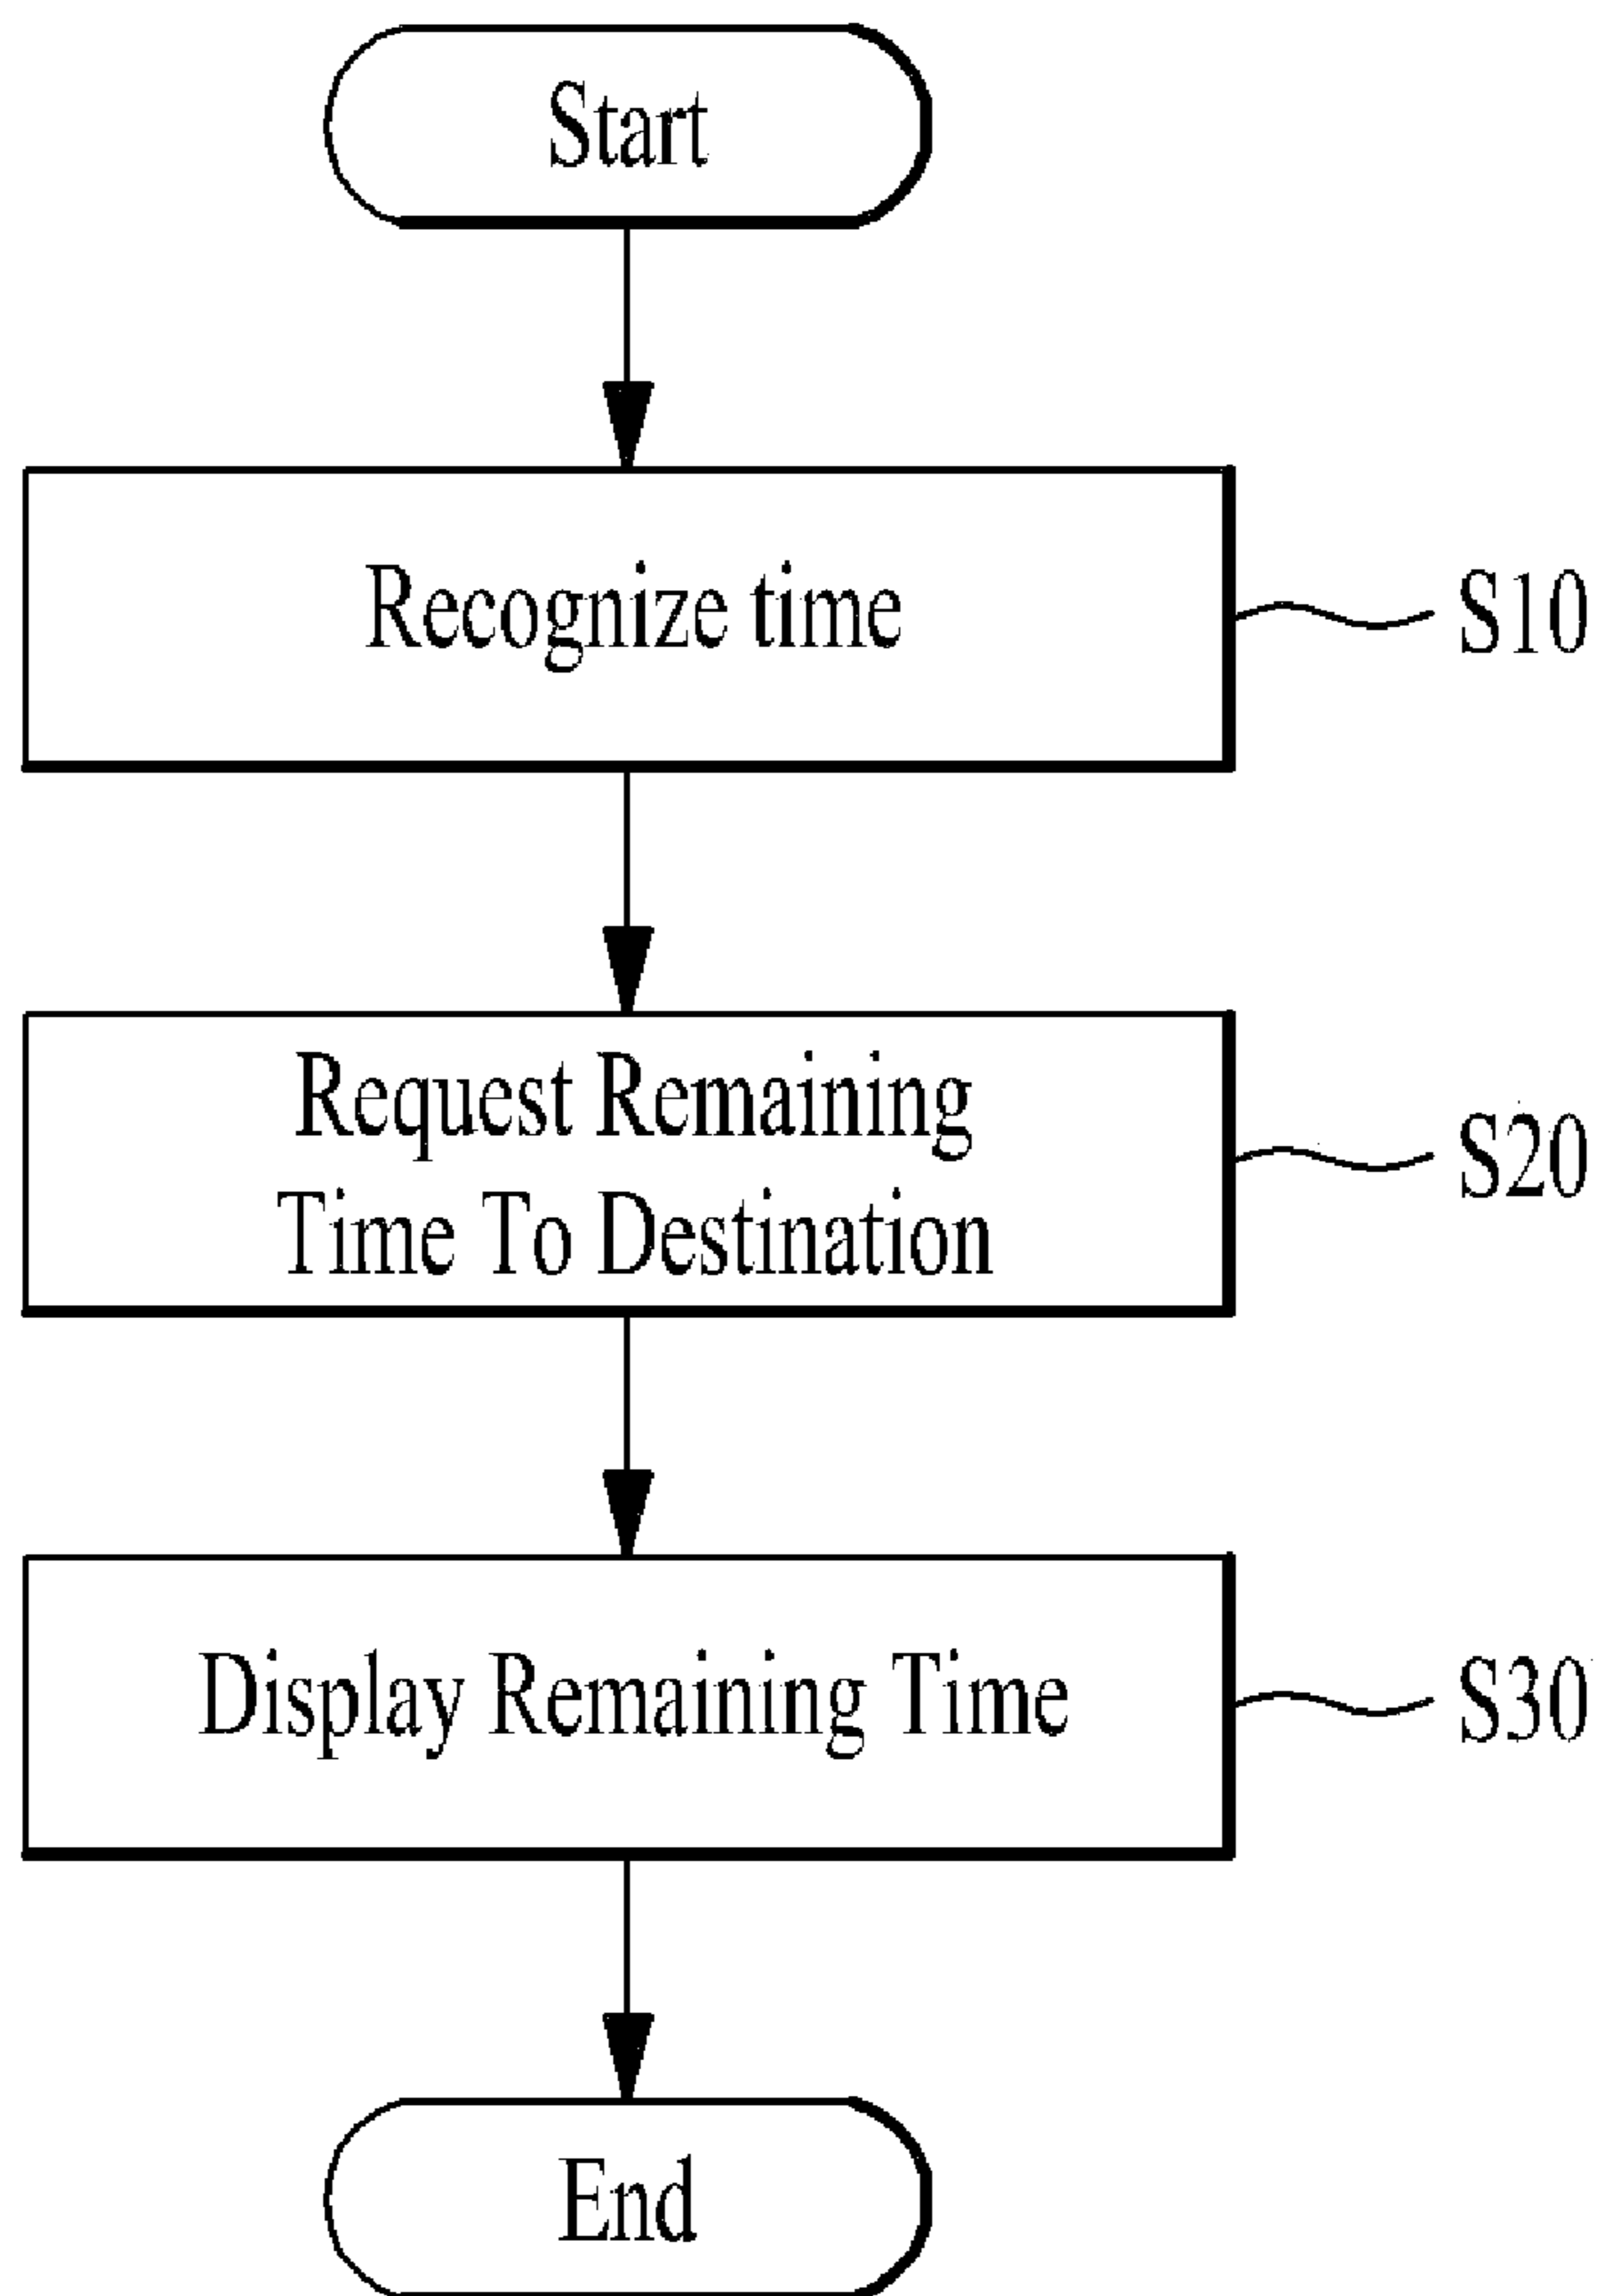 Start
Recognize time
S10
Request Remaining
Time To Destination
S20
Display Remaining Time
S30
End